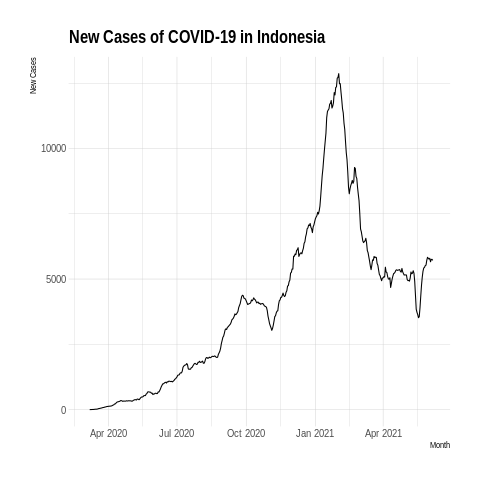 New Cases of COVID-19 in Indonesia
New Cases
10000
5000
0
Apr 2020 Jul 2020 Oct 2020 Jan 2021 Apr 2021
Month